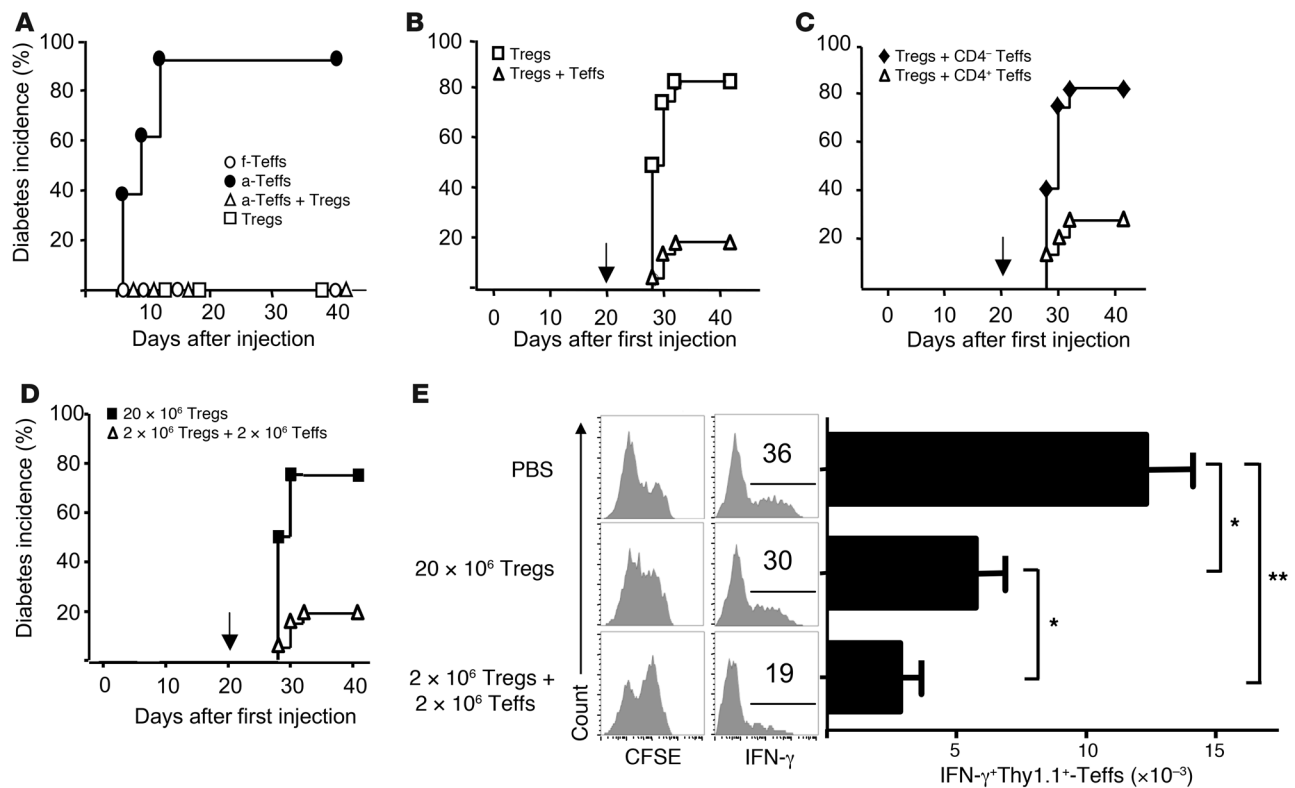 A
Diabetes incidence (%)
100
80
60
40
20
f-Teffs
a-Teffs
a-Teffs + Tregs
Tregs
10 20 30 40
Days after injection
B
100
80
60
40
20
Tregs
Tregs + Teffs
0 10 20 30 40
Days after first injection
C
100
80
60
40
20
Tregs + CD4⁻ Teffs
Tregs + CD4⁺ Teffs
0 10 20 30 40
Days after first injection
D
Diabetes incidence (%)
100
80
60
40
20
20 × 10⁶ Tregs
2 × 10⁶ Tregs + 2 × 10⁶ Teffs
0 10 20 30 40
Days after first injection
E
PBS
20 × 10⁶ Tregs
2 × 10⁶ Tregs +
2 × 10⁶ Teffs
Count
36
30
19
CFSE
IFN-γ
*
*
**
5 10 15
IFN-γ⁺Thy1.1⁺-Teffs (×10⁻³)